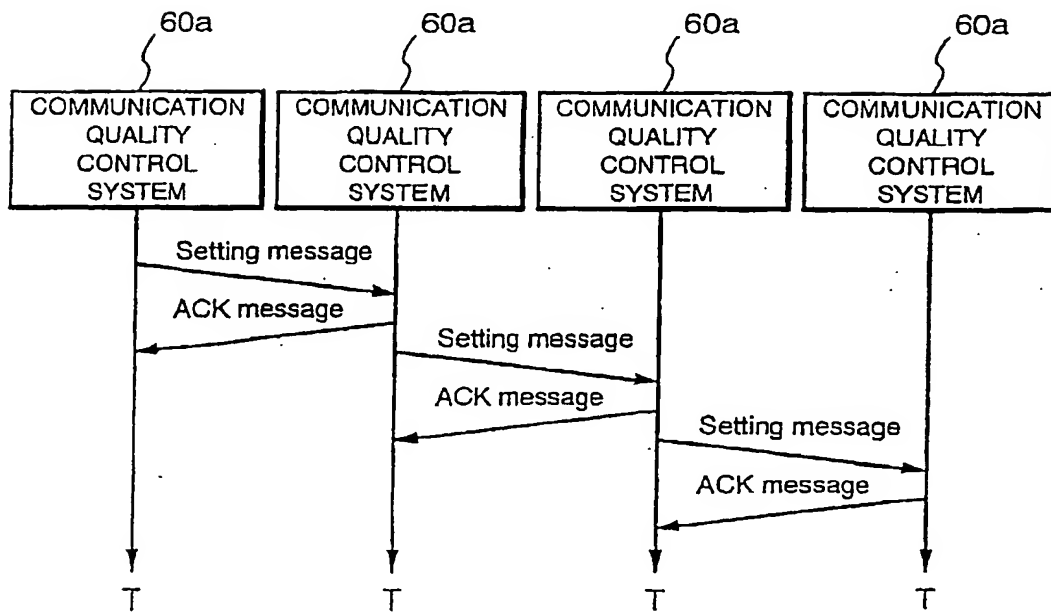 60a 60a 60a 60a
COMMUNICATION QUALITY CONTROL SYSTEM
COMMUNICATION QUALITY CONTROL SYSTEM
COMMUNICATION QUALITY CONTROL SYSTEM
COMMUNICATION QUALITY CONTROL SYSTEM
Setting message
ACK message
Setting message
ACK message
Setting message
ACK message
T T T T